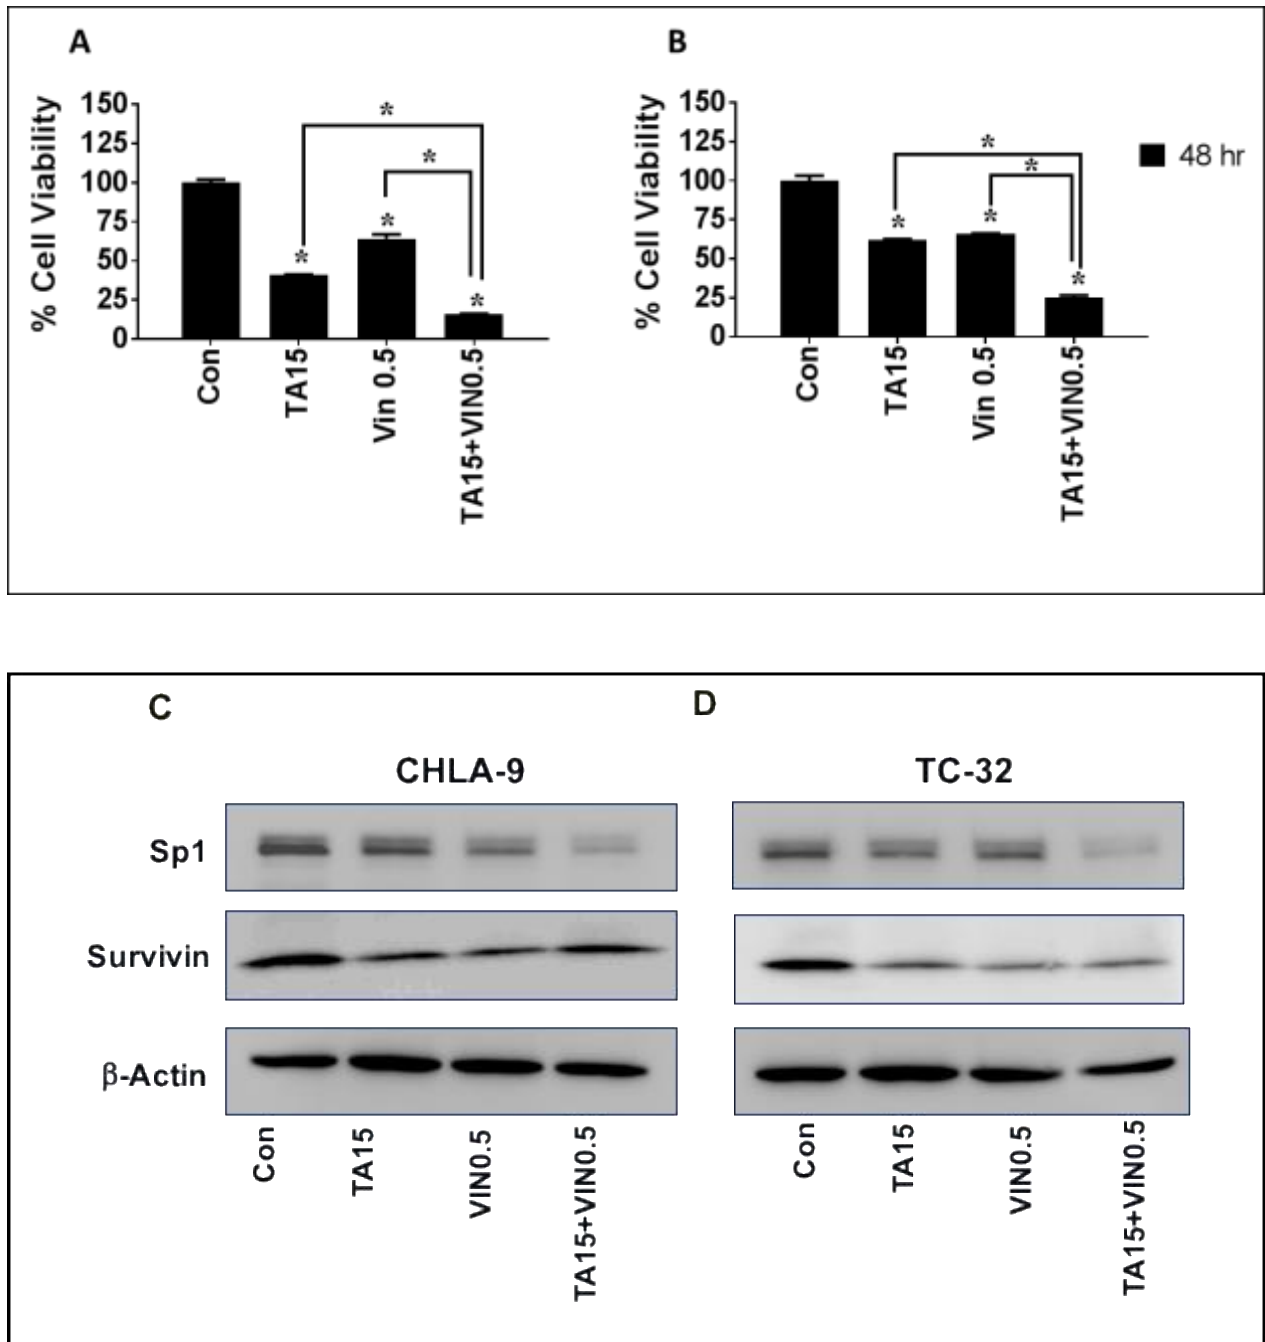 A
B
% Cell Viability
150
125
100
75
50
25
0
*
*
*
*
*
Con
TA15
Vin 0.5
TA15+VIN0.5
% Cell Viability
150
125
100
75
50
25
0
*
*
*
*
*
Con
TA15
Vin 0.5
TA15+VIN0.5
48 hr
C
D
CHLA-9
TC-32
Sp1
Survivin
β-Actin
Con
TA15
VIN0.5
TA15+VIN0.5
Con
TA15
VIN0.5
TA15+VIN0.5